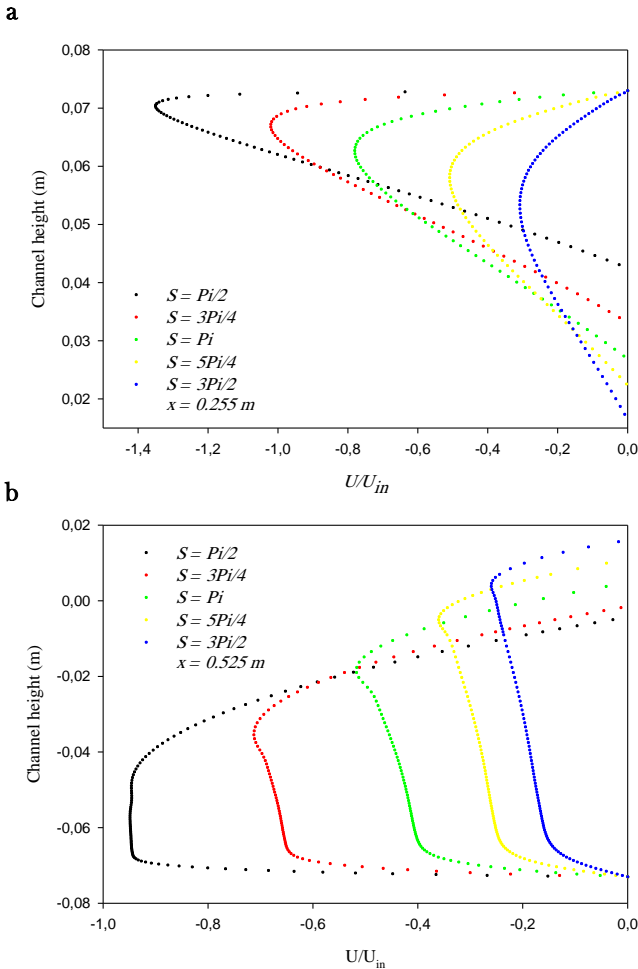 a
0,08
0,07
0,06
0,05
0,04
0,03
0,02
Channel height (m)
S = Pi/2
S = 3Pi/4
S = Pi
S = 5Pi/4
S = 3Pi/2
x = 0.255 m
-1,4 -1,2 -1,0 -0,8 -0,6 -0,4 -0,2 0,0
U/U_in
b
0,02
0,00
-0,02
-0,04
-0,06
-0,08
Channel height (m)
S = Pi/2
S = 3Pi/4
S = Pi
S = 5Pi/4
S = 3Pi/2
x = 0.525 m
-1,0 -0,8 -0,6 -0,4 -0,2 0,0
U/U_in